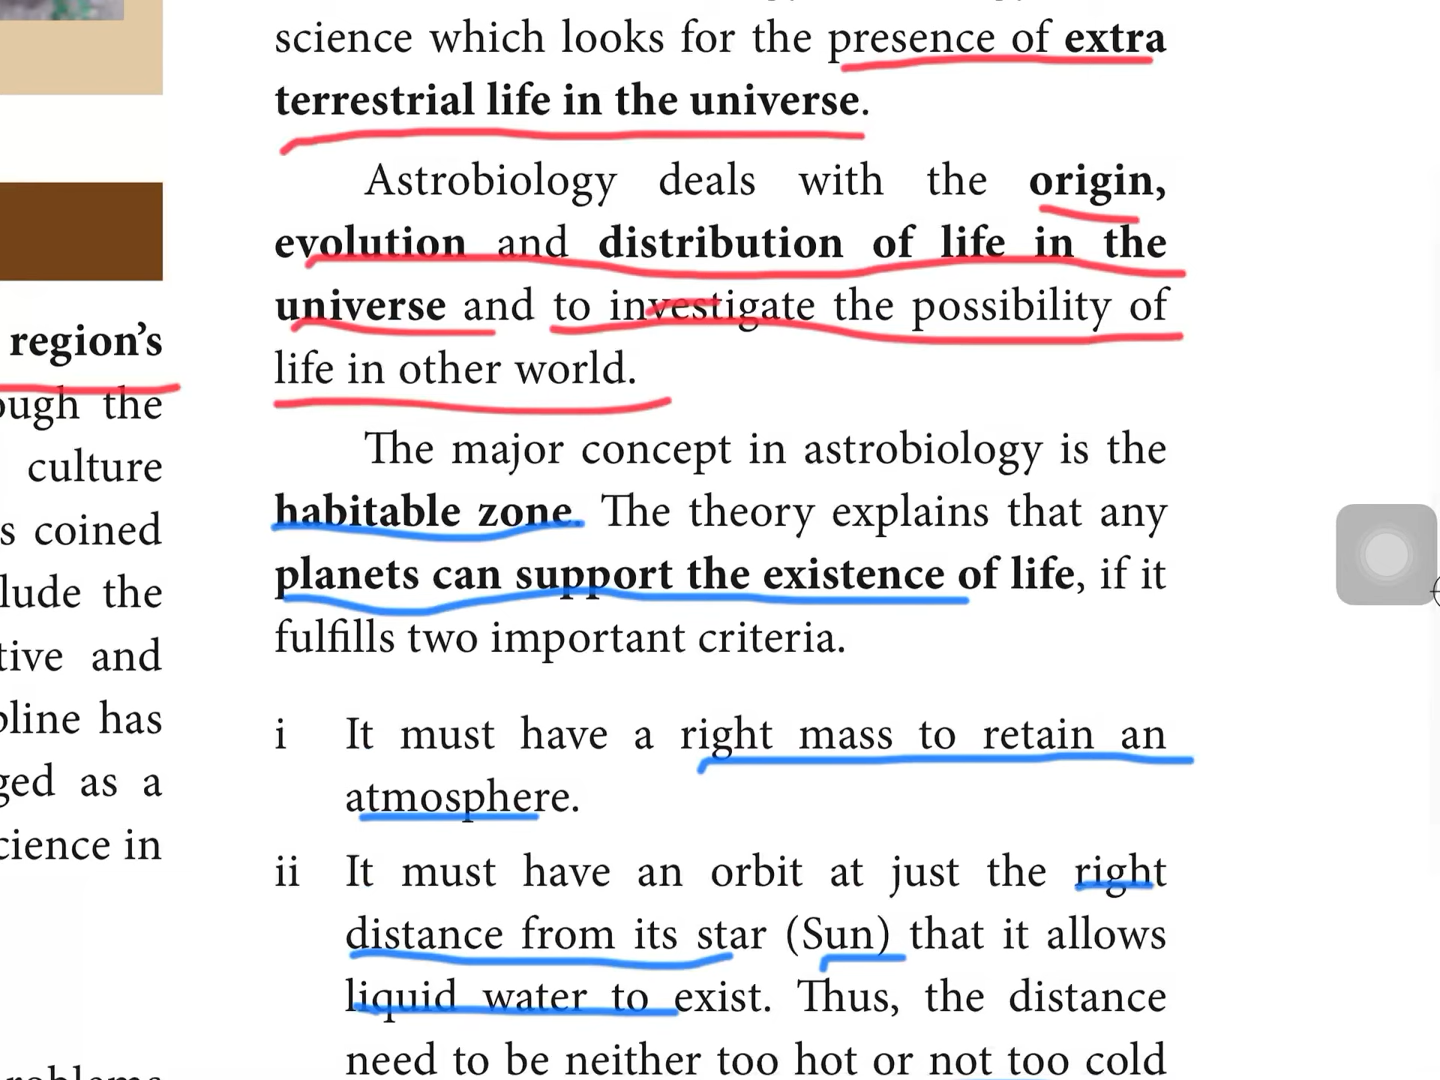 region's
the
culture
s coined
lude the
tive and
pline has
ged as a
cience in
science which looks for the presence of extra
terrestrial life in the universe.
Astrobiology deals with the origin,
evolution and distribution of life in the
universe and to investigate the possibility of
life in other world.
The major concept in astrobiology is the
habitable zone. The theory explains that any
planets can support the existence of life, if it
fulfills two important criteria.
i It must have a right mass to retain an
atmosphere.
ii It must have an orbit at just the right
distance from its star (Sun) that it allows
liquid water to exist. Thus, the distance
need to be neither too hot or not too cold